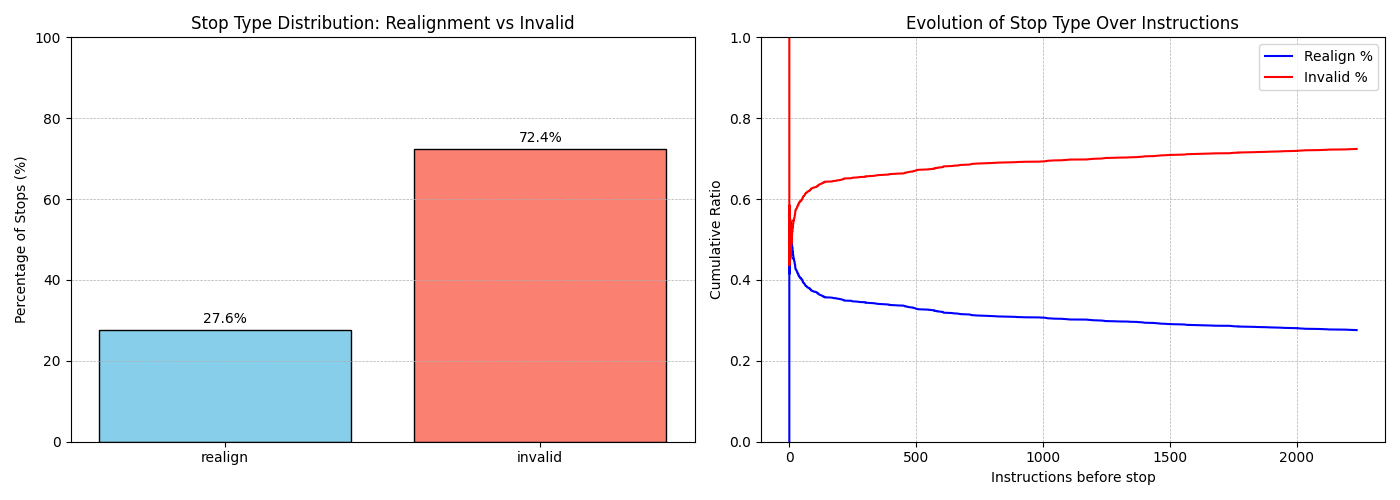 Stop Type Distribution: Realignment vs Invalid
Percentage of Stops (%)
100
80
60
40
20
0
27.6%
72.4%
realign
invalid
Evolution of Stop Type Over Instructions
Cumulative Ratio
1.0
0.8
0.6
0.4
0.2
0.0
Realign %
Invalid %
0
500
1000
1500
2000
Instructions before stop